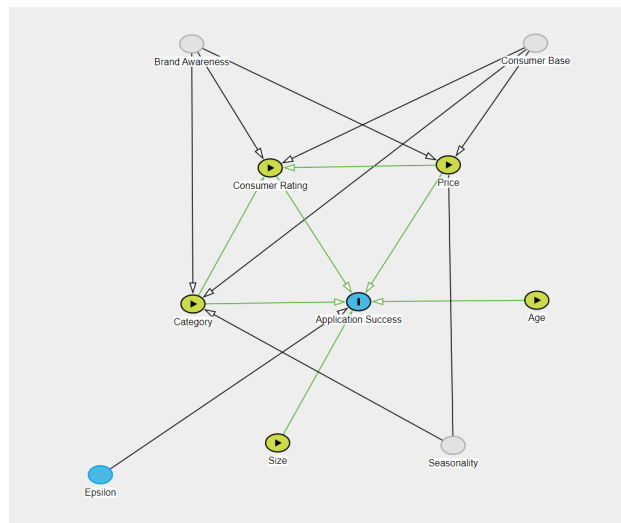 Brand Awareness
Consumer Base
Consumer Rating
Price
Category
Application Success
Age
Size
Seasonality
Epsilon